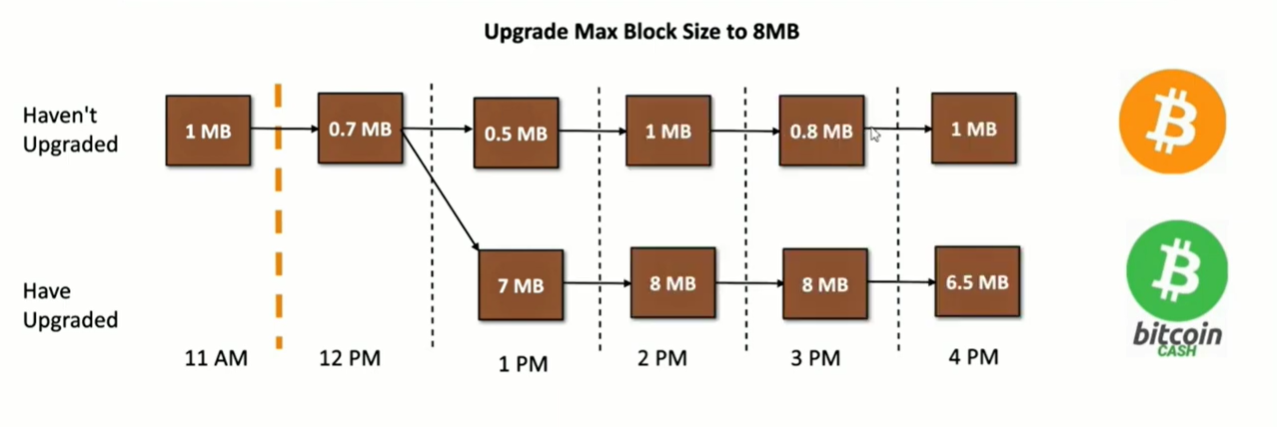 Upgrade Max Block Size to 8MB
Haven't
Upgraded
1 MB
0.7 MB
0.5 MB
1 MB
0.8 MB
1 MB
Have
Upgraded
7 MB
8 MB
8 MB
6.5 MB
bitcoin
CASH
11 AM
12 PM
1 PM
2 PM
3 PM
4 PM